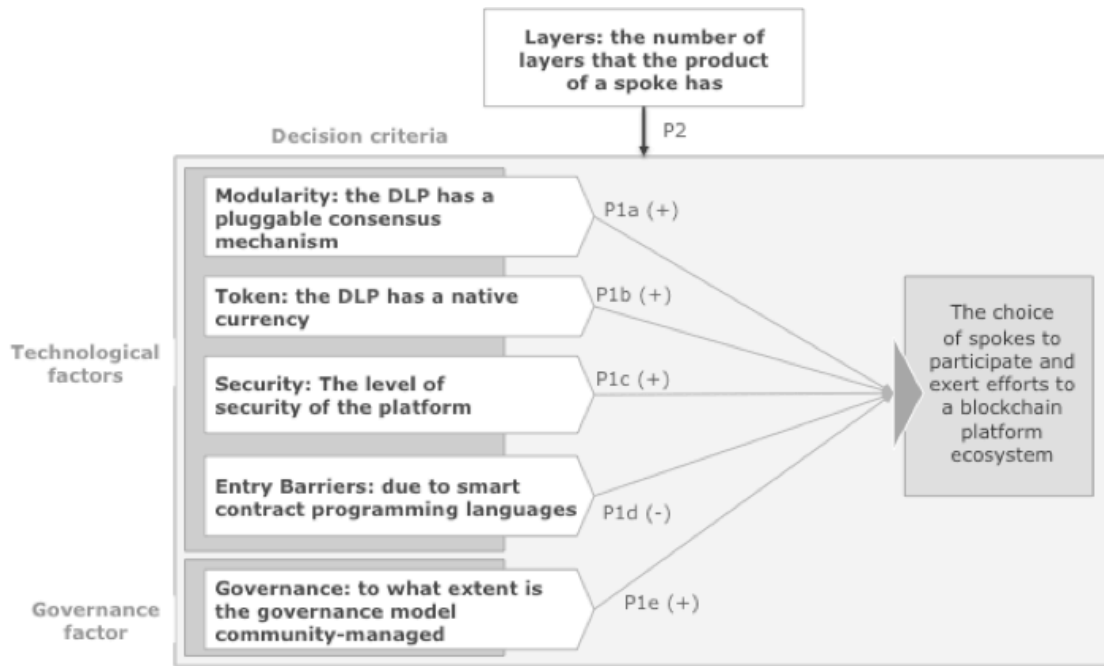 Layers: the number of
layers that the product
of a spoke has
P2
Decision criteria
Modularity: the DLP has a
pluggable consensus
mechanism
P1a (+)
Token: the DLP has a native
currency
P1b (+)
Technological
factors
Security: The level of
security of the platform
P1c (+)
Entry Barriers: due to smart
contract programming languages
P1d (-)
Governance
factor
Governance: to what extent is
the governance model
community-managed
P1e (+)
The choice
of spokes to
participate and
exert efforts to
a blockchain
platform
ecosystem